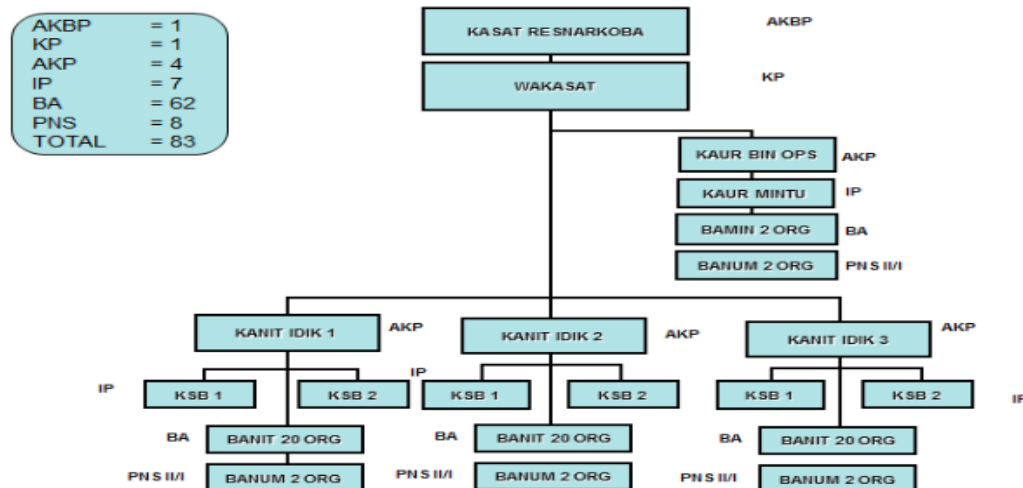 AKBP = 1
KP = 1
AKP = 4
IP = 7
BA = 62
PNS = 8
TOTAL = 83
KASAT RESNARKOBA AKBP
WAKASAT KP
KAUR BIN OPS AKP
KAUR MINTU IP
BAMIN 2 ORG BA
BANUM 2 ORG PNS II/I
KANIT IDIK 1 AKP KANIT IDIK 2 AKP KANIT IDIK 3 AKP
IP KSB 1 KSB 2 IP KSB 1 KSB 2 KSB 1 KSB 2 IP
BA BANIT 20 ORG BA BANIT 20 ORG BA BANIT 20 ORG
PNS II/I BANUM 2 ORG PNS II/I BANUM 2 ORG PNS II/I BANUM 2 ORG